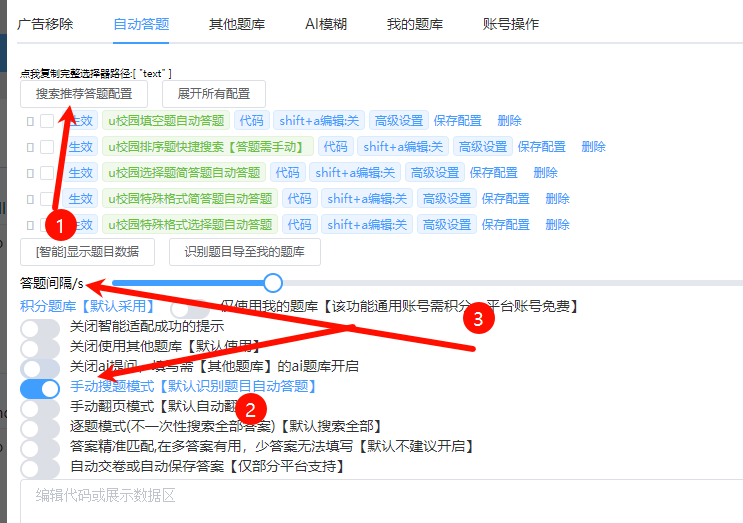 广告移除 自动答题 其他题库 AI模糊 我的题库 账号操作
点我复制完整选择器路径:[ "text" ]
搜索推荐答题配置 展开所有配置
生效 u校园填空题自动答题 代码 shift+a编辑:关 高级设置 保存配置 删除
生效 u校园排序题快捷搜索【答题需手动】 代码 shift+a编辑:关 高级设置 保存配置 删除
生效 u校园选择题简答题自动答题 代码 shift+a编辑:关 高级设置 保存配置 删除
生效 u校园特殊格式简答题自动答题 代码 shift+a编辑:关 高级设置 保存配置 删除
生效 u校园特殊格式选择题自动答题 代码 shift+a编辑:关 高级设置 保存配置 删除
1
[智能]显示题目数据 识别题目导至我的题库
答题间隔/s
积分题库【默认采用】 仅使用我的题库【该功能通用账号需积分 平台账号免费】
3
关闭智能适配成功的提示
关闭使用其他题库【默认使用】
关闭ai提问，填写需【其他题库】的ai题库开启
手动搜题模式【默认识别题目自动答题】
手动翻页模式【默认自动翻
2
逐题模式(不一次性搜索全部答案)【默认搜索全部】
答案精准匹配,在多答案有用，少答案无法填写【默认不建议开启】
自动交卷或自动保存答案【仅部分平台支持】
编辑代码或展示数据区